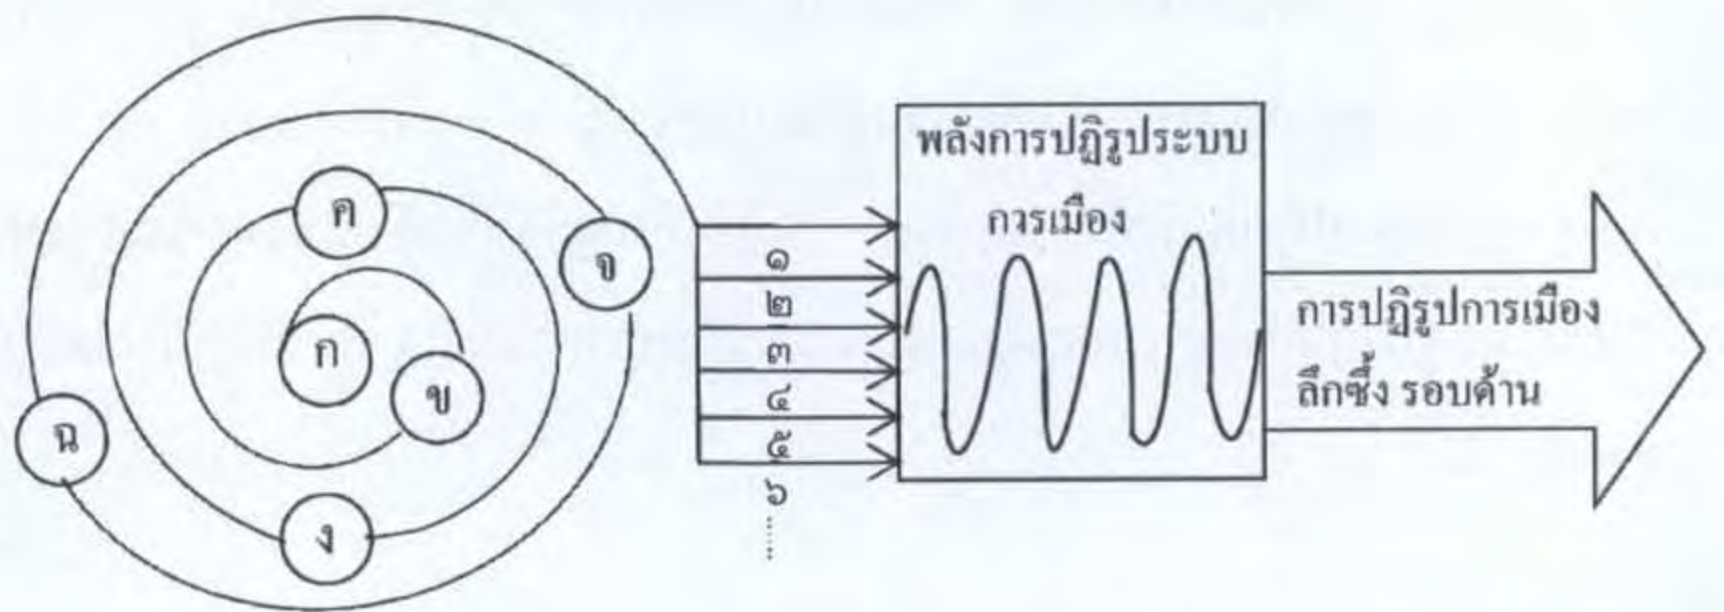 ค
ก
ข
จ
ฉ
ง
๑
๒
๓
๔
๕
๖
......
พลังการปฏิรูประบบ
การเมือง
การปฏิรูปการเมือง
ลึกซึ้ง รอบด้าน